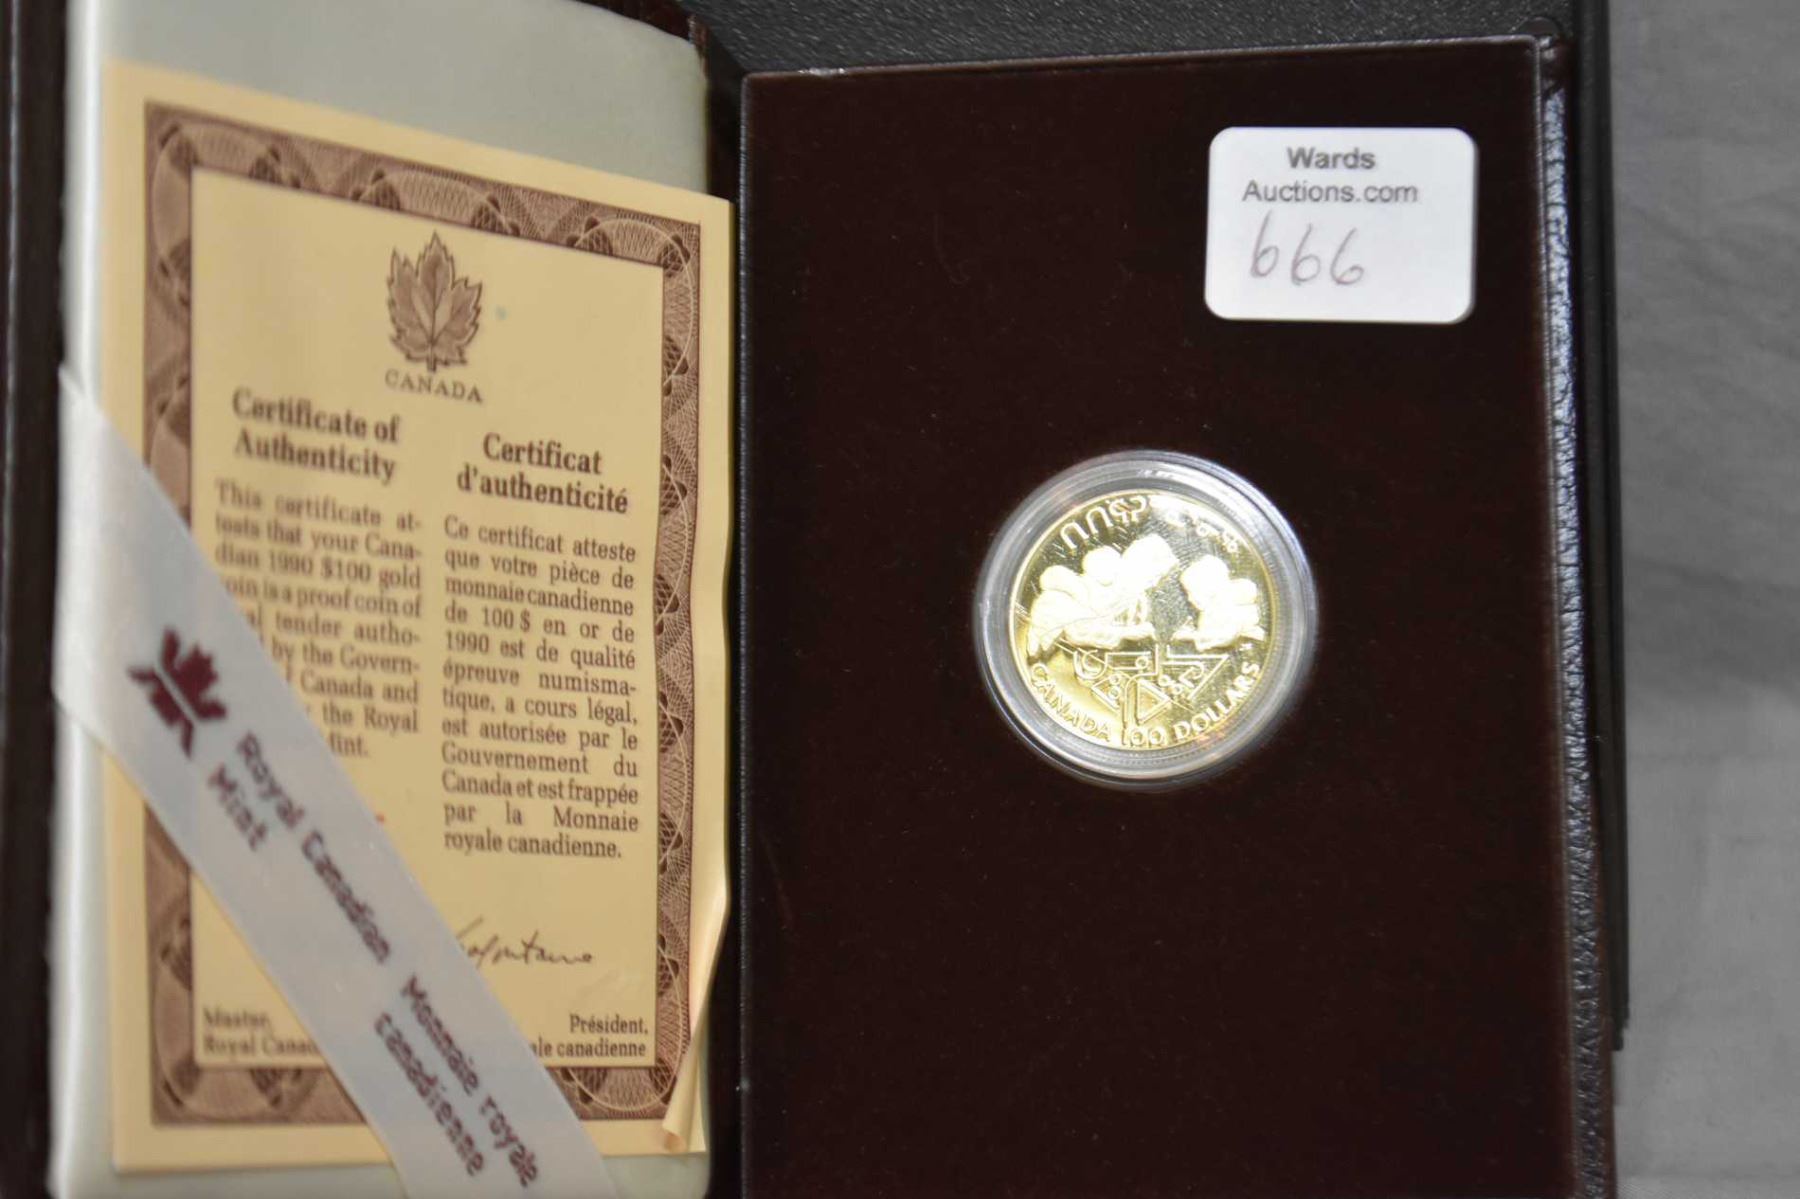 CANADA
Certificate of
Authenticity
This certificate at-
tests that your Cana-
dian 1990 $100 gold
coin is a proof coin of
tender autho-
by the Govern-
Canada and
the Royal
Mint.
Certificat
d'authenticité
Ce certificat atteste
que votre pièce de
monnaie canadienne
de 100 $ en or de
1990 est de qualité
épreuve numisma-
tique, a cours légal,
est autorisée par le
Gouvernement du
Canada et est frappée
par la Monnaie
royale canadienne.
Lafontaine
Master,
Royal
Président,
canadienne
Royal Canadian
Mint
Monnaie royale
canadienne
Wards
Auctions.com
666
CANADA 100 DOLLARS